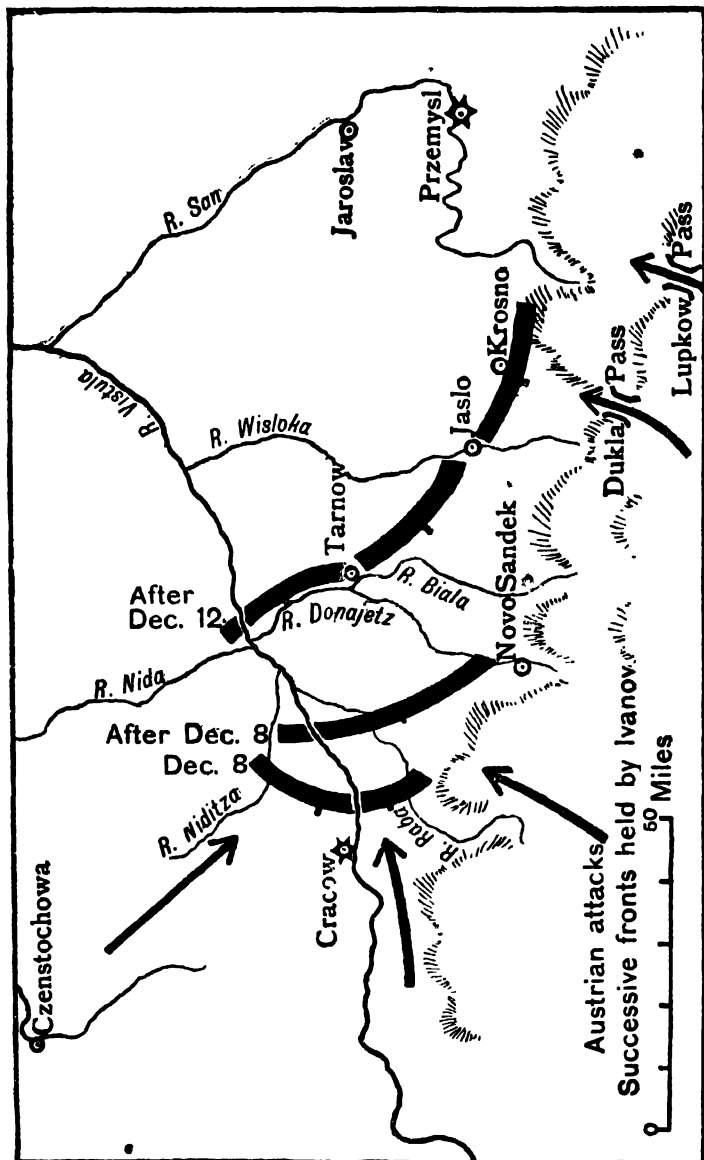 Czenstochowa
R. Niditza
Cracow
R. Raba
Dec. 8
After Dec. 8
R. Nida
After
Dec. 12
R. Donajetz
R. Biala
Novo Sandek
Tarnow
R. Wisloka
R. Vistula
Jaslo
Krosno
R. San
Jaroslav
Przemysl
Dukla Pass
Lupkow Pass
Austrian attacks
Successive fronts held by Ivanov.
0 50
Miles